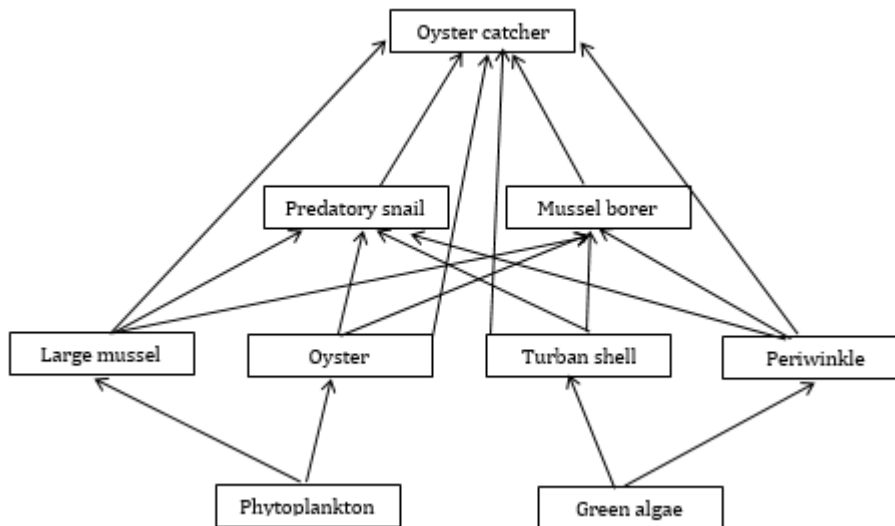 Oyster catcher
Predatory snail
Mussel borer
Large mussel
Oyster
Turban shell
Periwinkle
Phytoplankton
Green algae